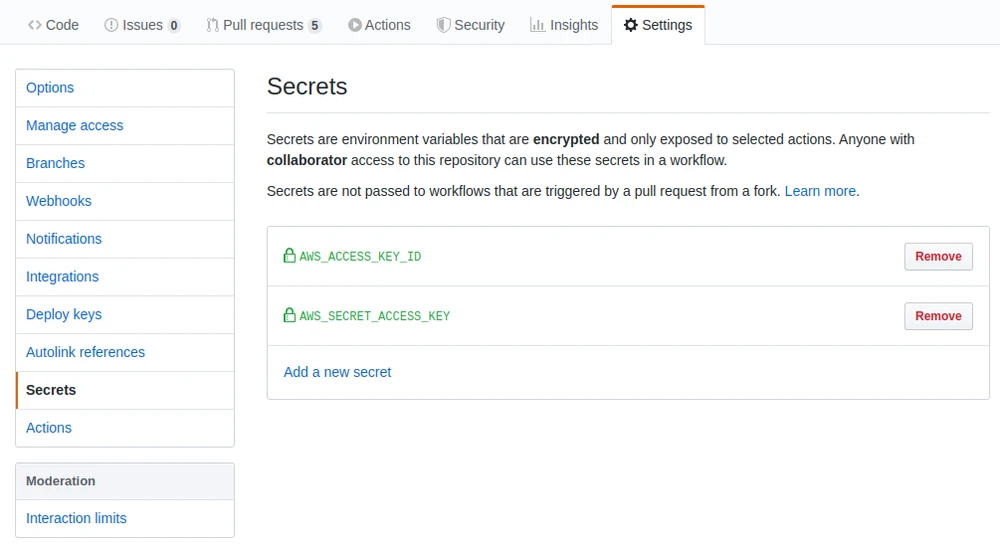 Code Issues 0 Pull requests 5 Actions Security Insights Settings
Options
Manage access
Branches
Webhooks
Notifications
Integrations
Deploy keys
Autolink references
Secrets
Actions
Moderation
Interaction limits
Secrets
Secrets are environment variables that are encrypted and only exposed to selected actions. Anyone with
collaborator access to this repository can use these secrets in a workflow.
Secrets are not passed to workflows that are triggered by a pull request from a fork. Learn more.
AWS_ACCESS_KEY_ID Remove
AWS_SECRET_ACCESS_KEY Remove
Add a new secret